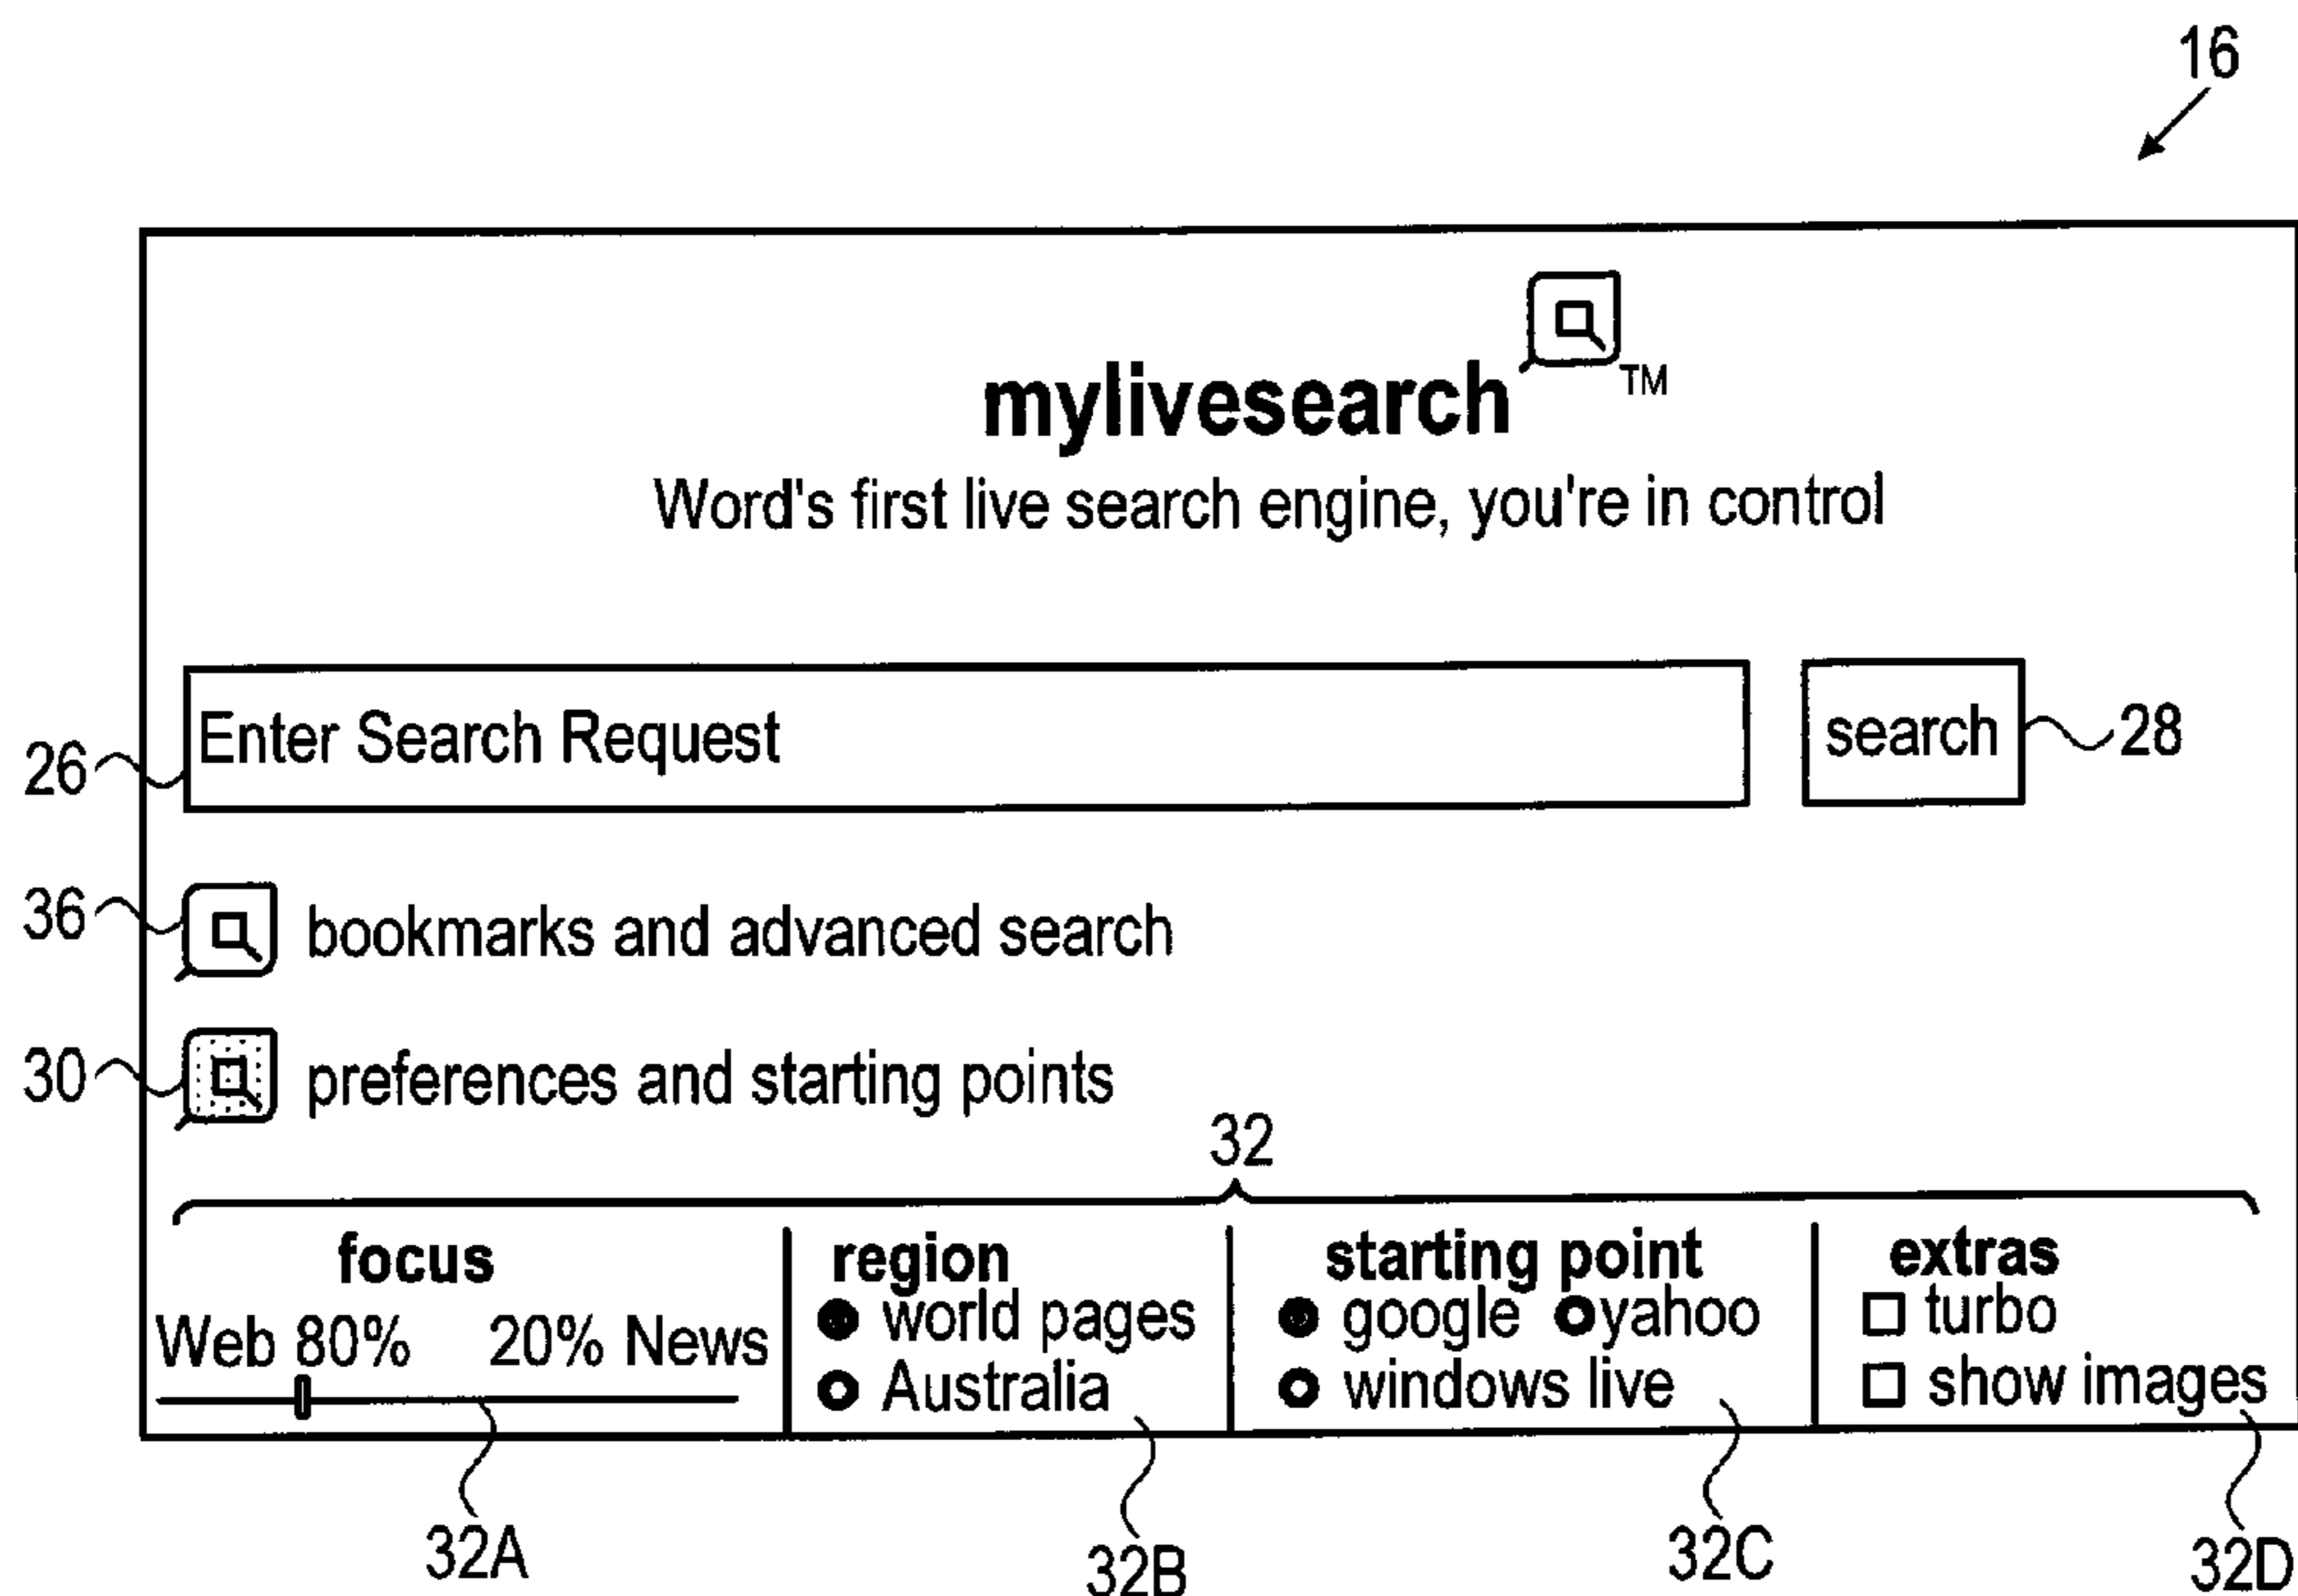 16
mylivesearch TM
Word's first live search engine, you're in control
26 Enter Search Request search 28
36 bookmarks and advanced search
30 preferences and starting points
32
focus region starting point extras
Web 80% 20% News world pages google yahoo turbo
Australia windows live show images
32A 32B 32C 32D